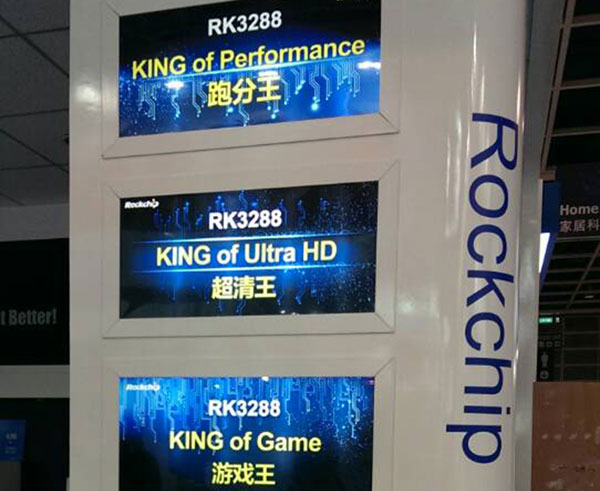 RK3288
KING of Performance
跑分王
Rockchip
RK3288
KING of Ultra HD
超清王
Rockchip
RK3288
KING of Game
游戏王
Rockchip
Home
家居科
t Better!